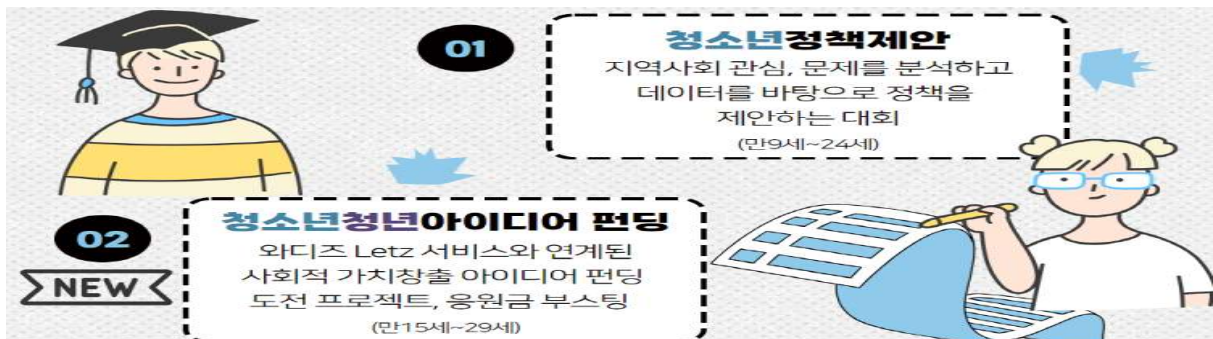 01
청소년정책제안
지역사회 관심, 문제를 분석하고
데이터를 바탕으로 정책을
제안하는 대회
(만9세~24세)
02
NEW
청소년청년아이디어 펀딩
와디즈 Letz 서비스와 연계된
사회적 가치창출 아이디어 펀딩
도전 프로젝트, 응원금 부스팅
(만15세~29세)